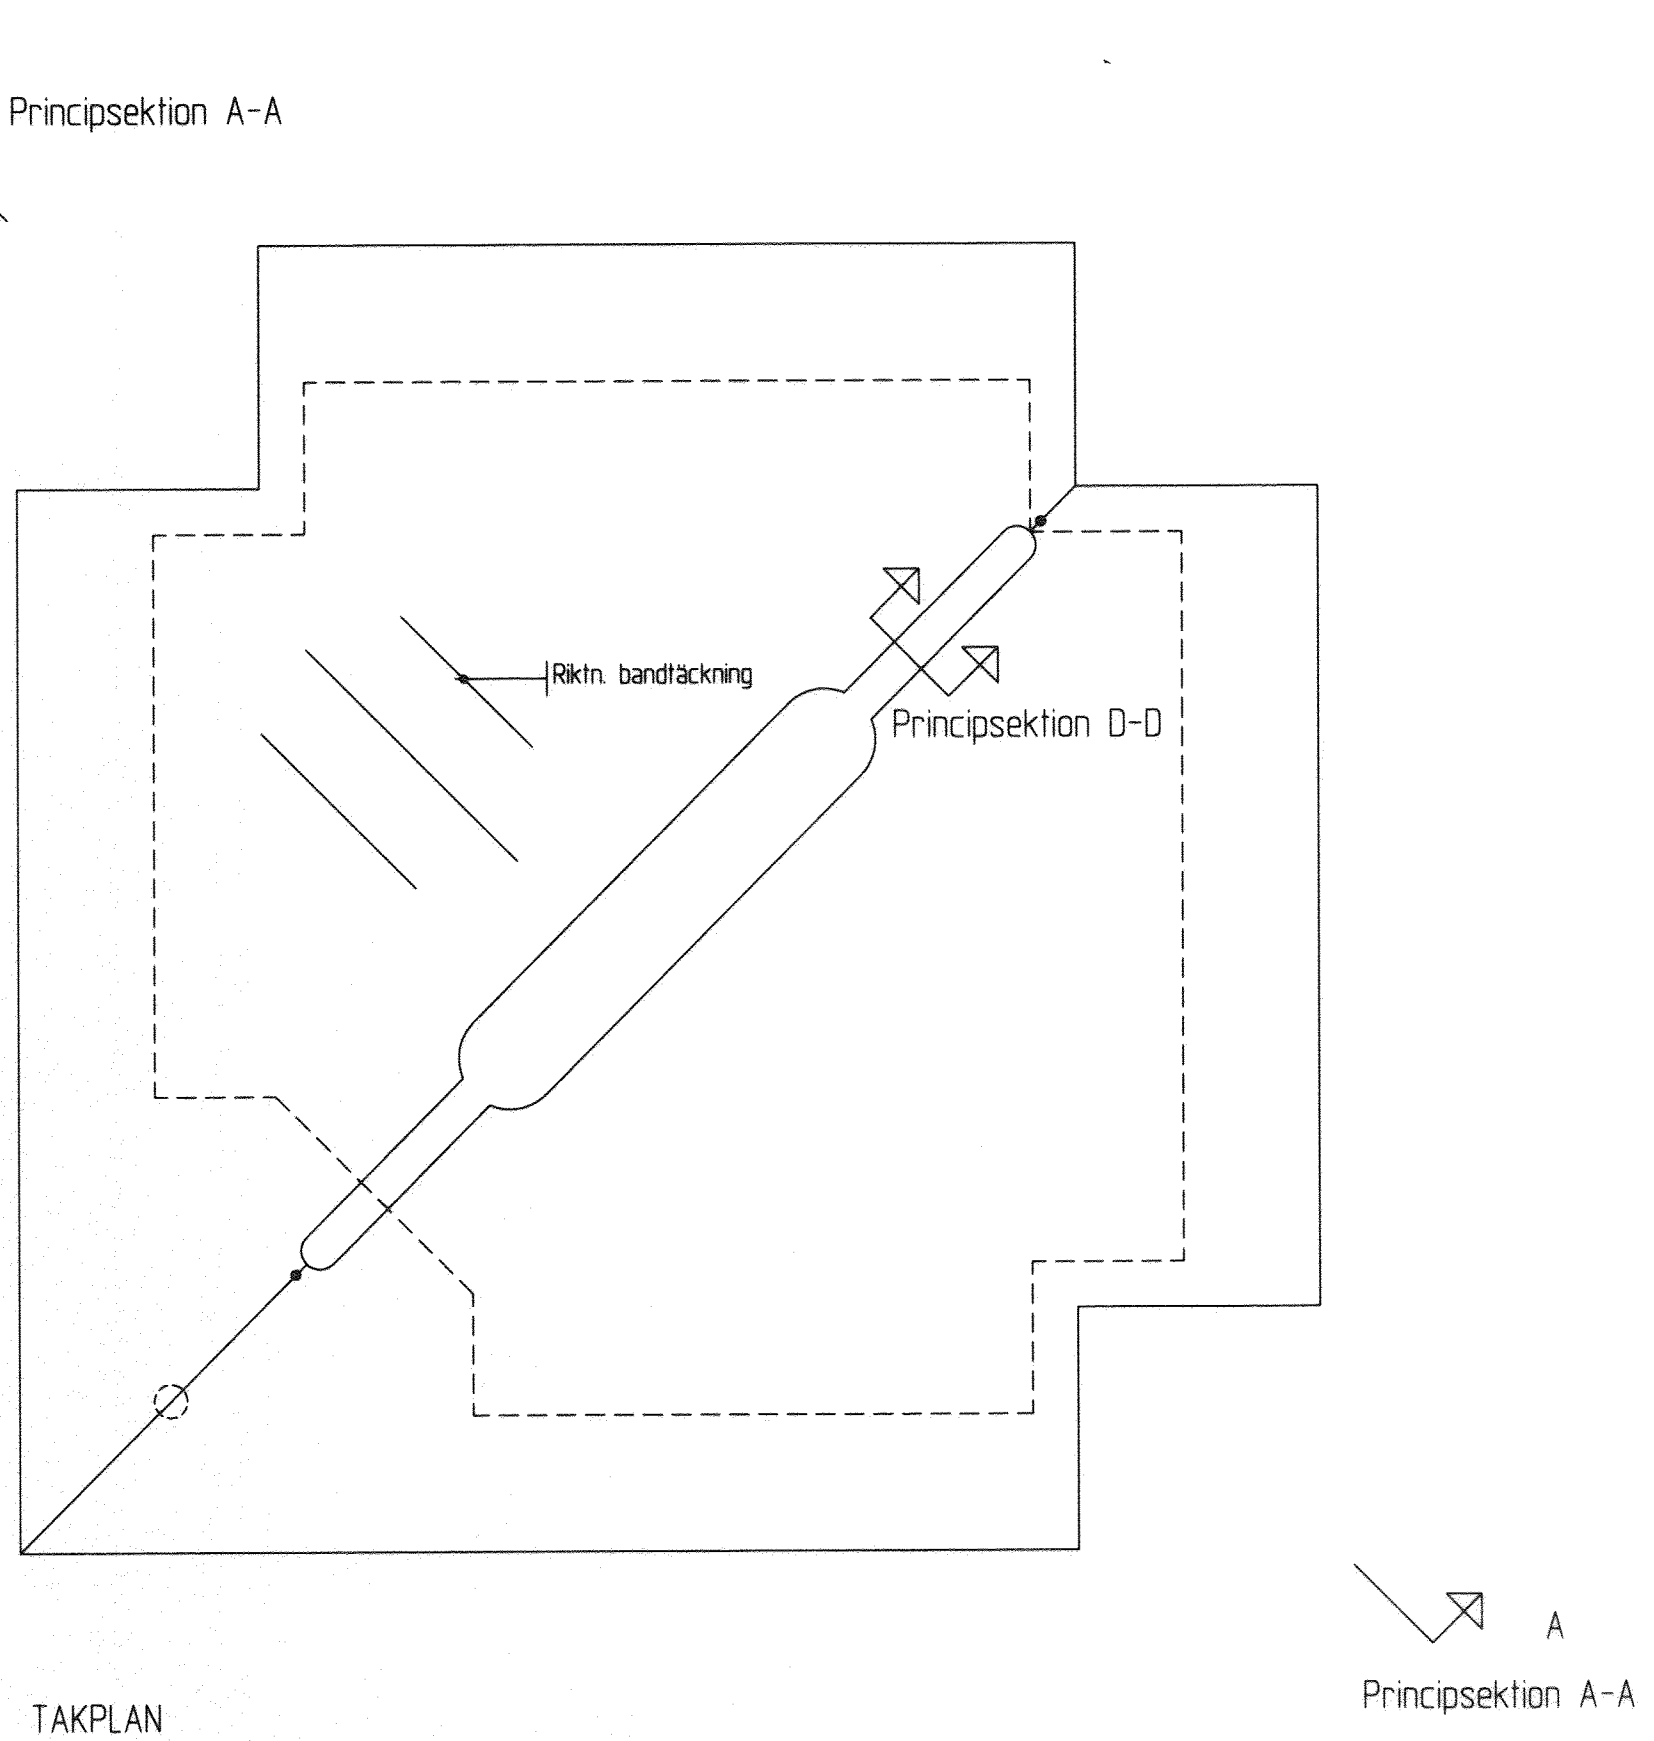 Principsektion A-A
Riktn. bandtäckning
Principsektion D-D
A
Principsektion A-A
TAKPLAN